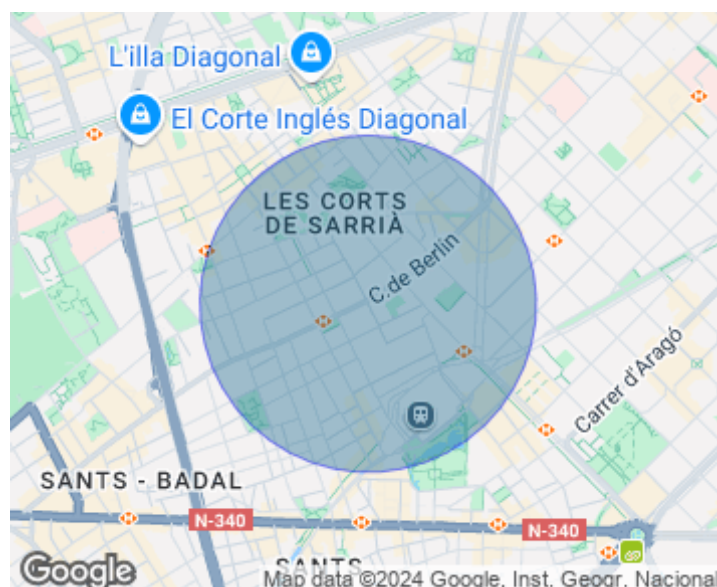 L'illa Diagonal
El Corte Inglés Diagonal
LES CORTS
DE SARRIÀ
C.de Berlín
Carrer d'Aragó
SANTS - BADAL
N-340
N-340
SANTS
Google
Map data ©2024 Google, Inst. Geogr. Nacional